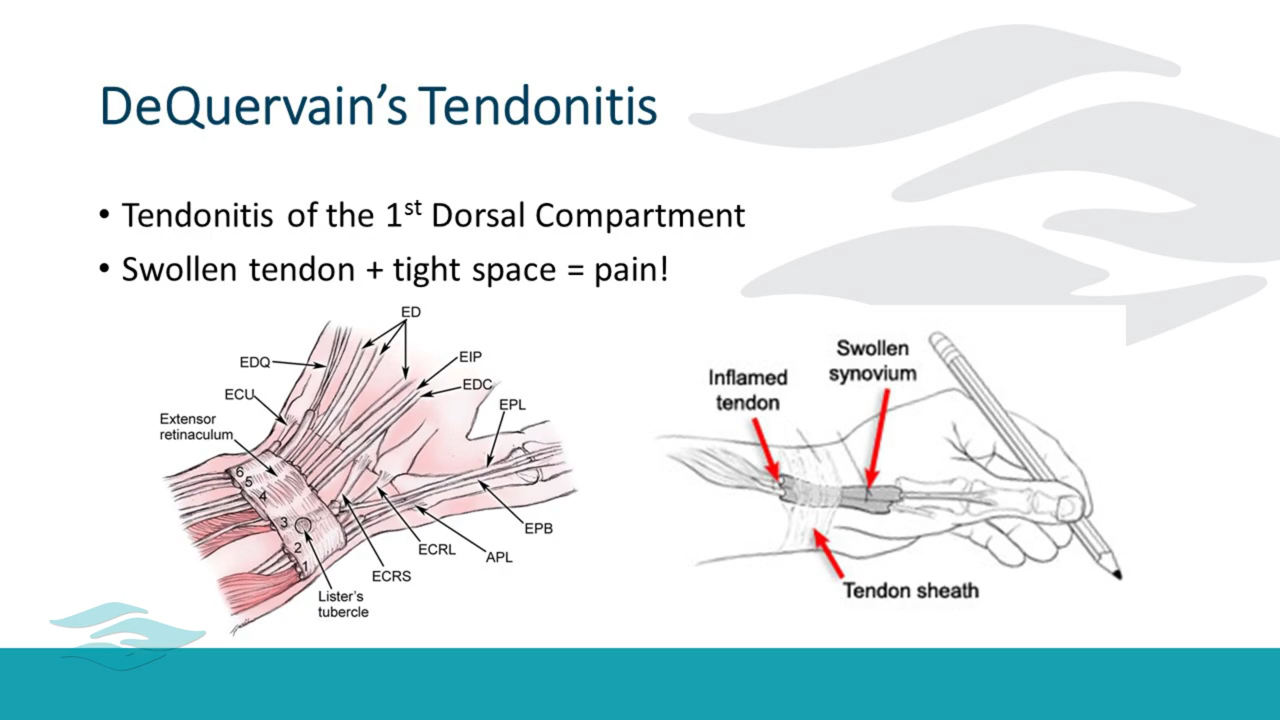 DeQuervain's Tendonitis
• Tendonitis of the 1st Dorsal Compartment
• Swollen tendon + tight space = pain!
ED
EDQ
EIP
ECU
EDC
EPL
Extensor
retinaculum
6
5
4
3
2
1
EPB
ECRL
APL
ECRS
Lister's
tubercle
Swollen
synovium
Inflamed
tendon
Tendon sheath